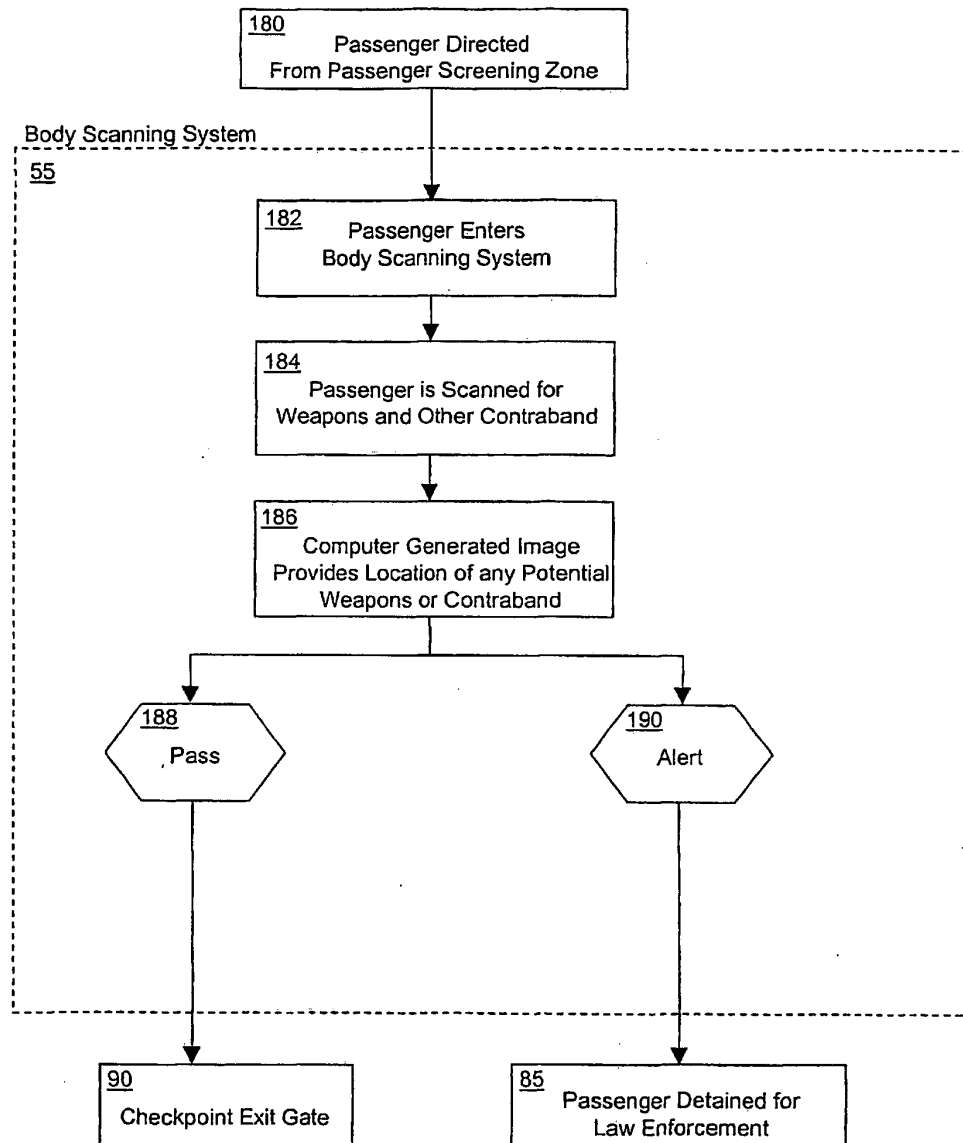 180
Passenger Directed
From Passenger Screening Zone
Body Scanning System
55
182
Passenger Enters
Body Scanning System
184
Passenger is Scanned for
Weapons and Other Contraband
186
Computer Generated Image
Provides Location of any Potential
Weapons or Contraband
188
Pass
190
Alert
90
Checkpoint Exit Gate
85
Passenger Detained for
Law Enforcement